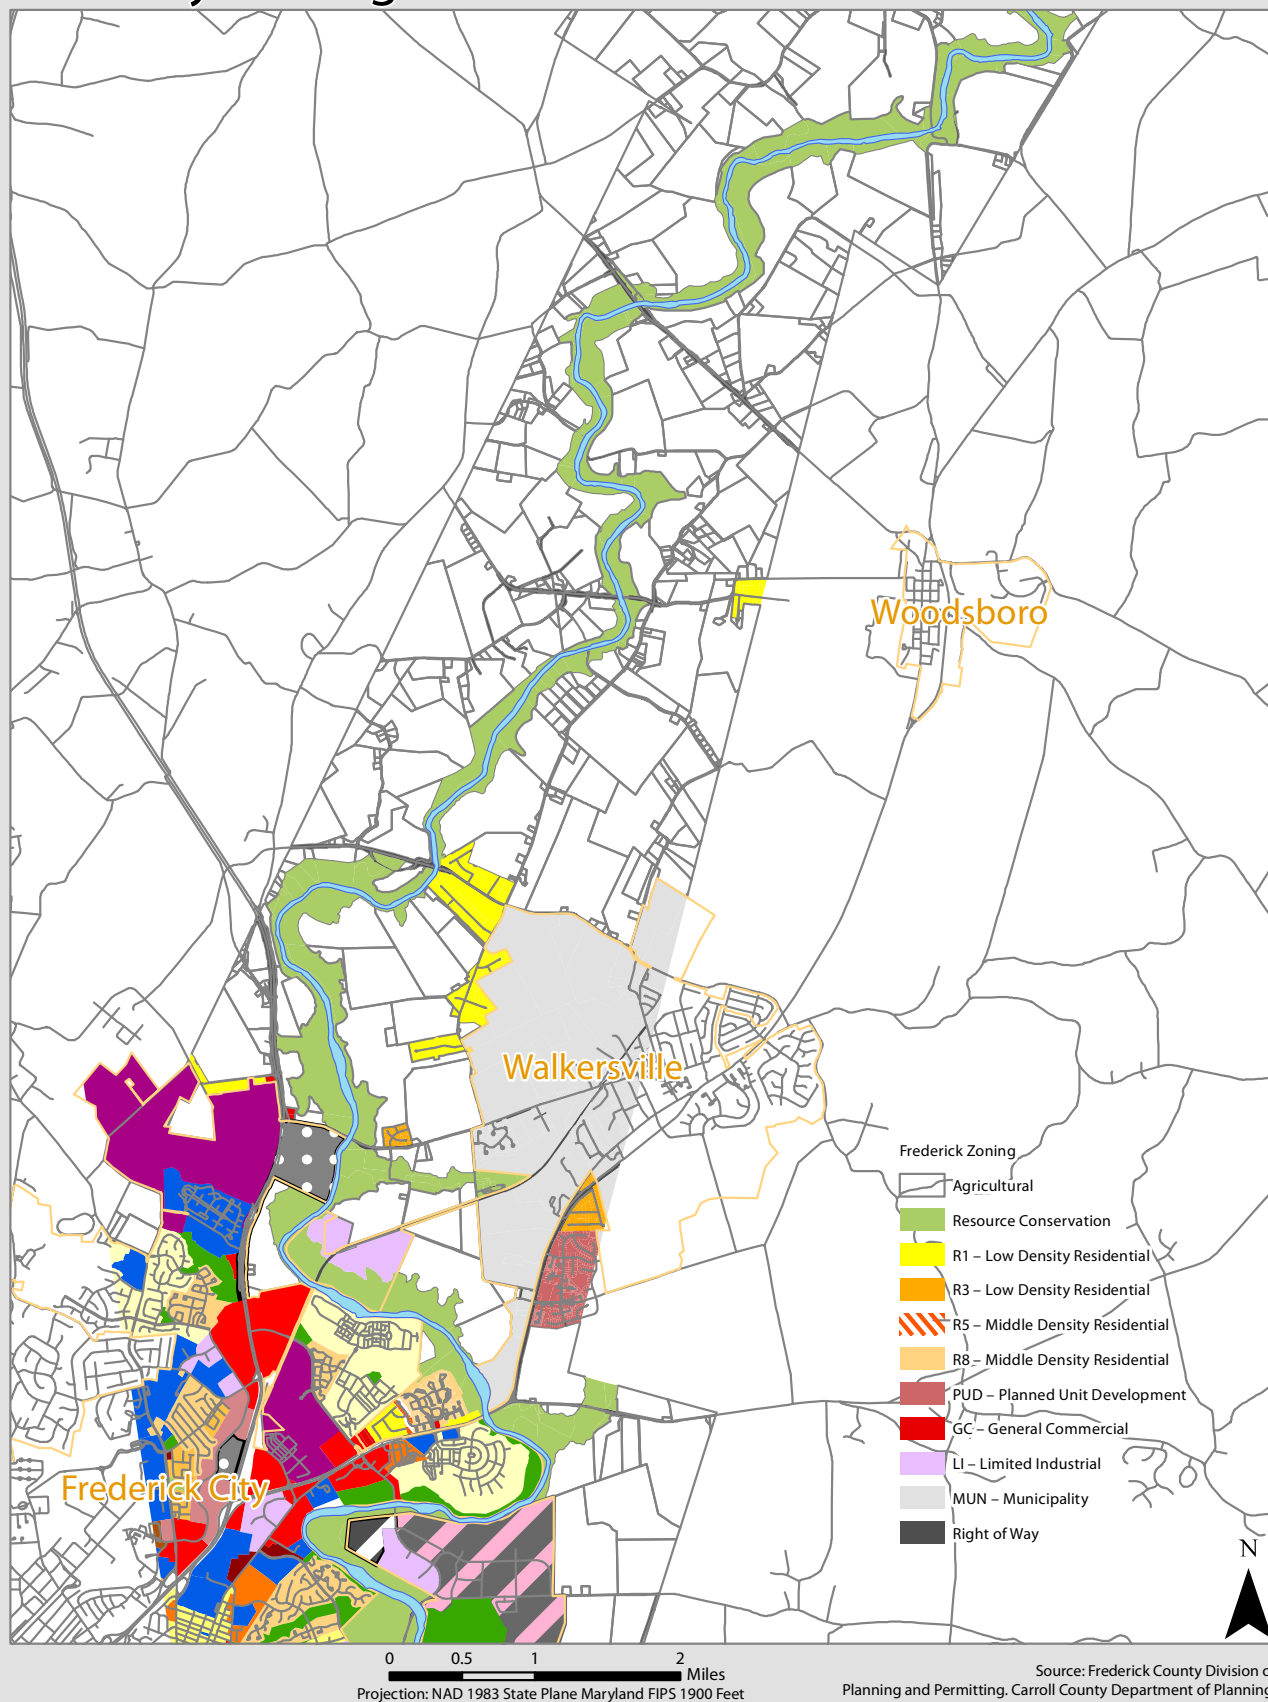 Woodsboro
Walkersville
Frederick City
Frederick Zoning
Agricultural
Resource Conservation
R1 – Low Density Residential
R3 – Low Density Residential
R5 – Middle Density Residential
R8 – Middle Density Residential
PUD – Planned Unit Development
GC – General Commercial
LI – Limited Industrial
MUN – Municipality
Right of Way
N
0 0.5 1 2
Miles
Projection: NAD 1983 State Plane Maryland FIPS 1900 Feet
Source: Frederick County Division
Planning and Permitting. Carroll County Department of Planning